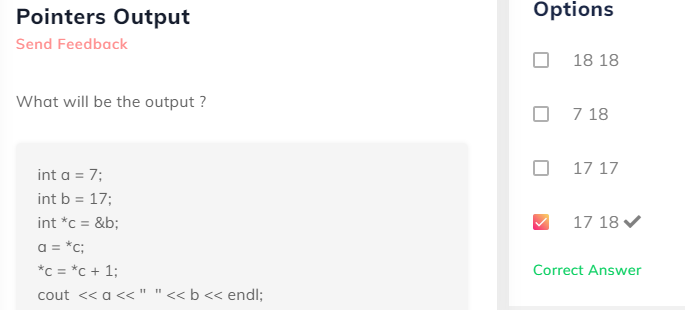 Pointers Output
Send Feedback
What will be the output ?
int a = 7;
int b = 17;
int *c = &b;
a = *c;
*c = *c + 1;
cout  << a << "  " << b << endl;
Options
18 18
7 18
17 17
17 18
Correct Answer